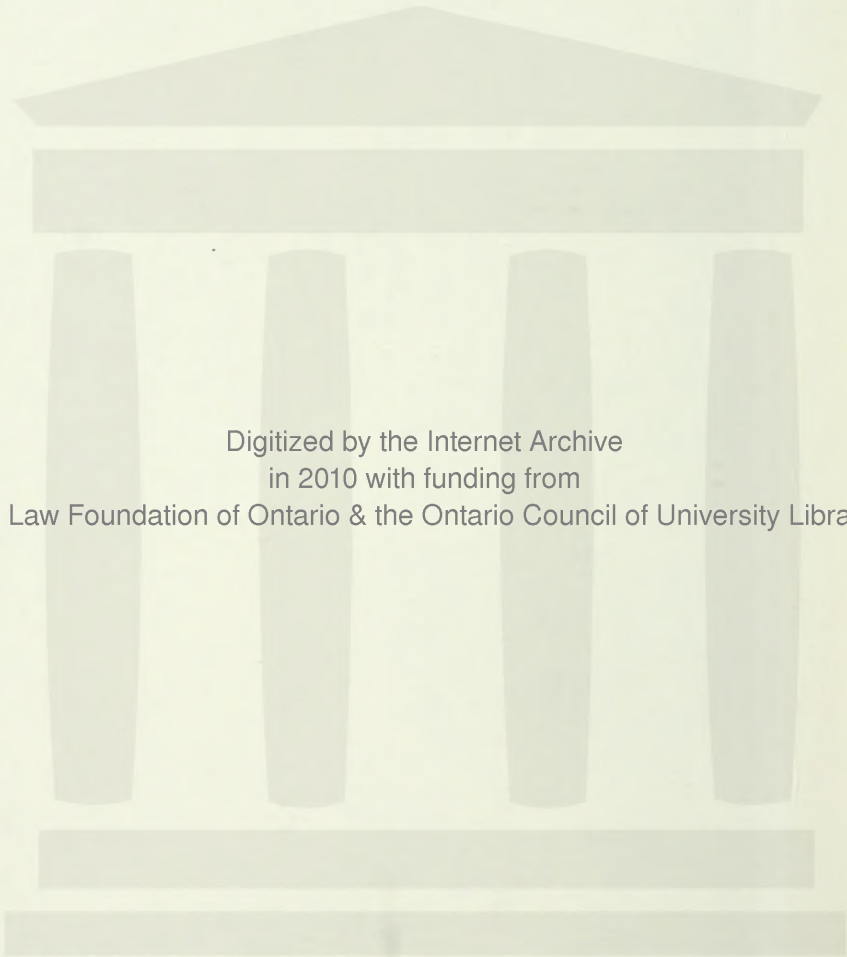 Digitized by the Internet Archive
in 2010 with funding from
Law Foundation of Ontario & the Ontario Council of University Libra